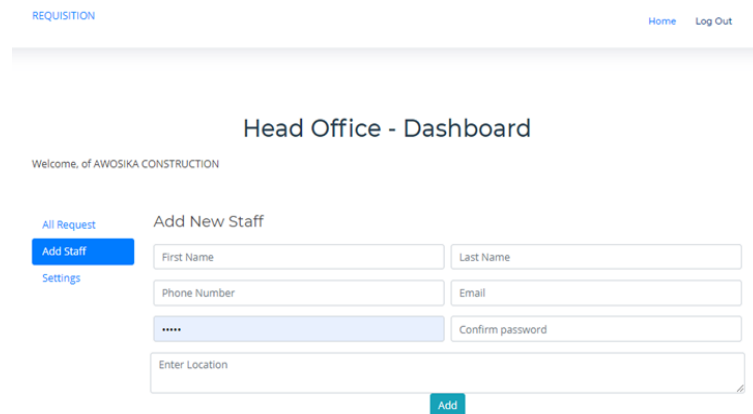 REQUISITION
Home Log Out
Head Office - Dashboard
Welcome, of AWOSIKA CONSTRUCTION
All Request
Add Staff
Settings
Add New Staff
First Name Last Name
Phone Number Email
••••• Confirm password
Enter Location
Add